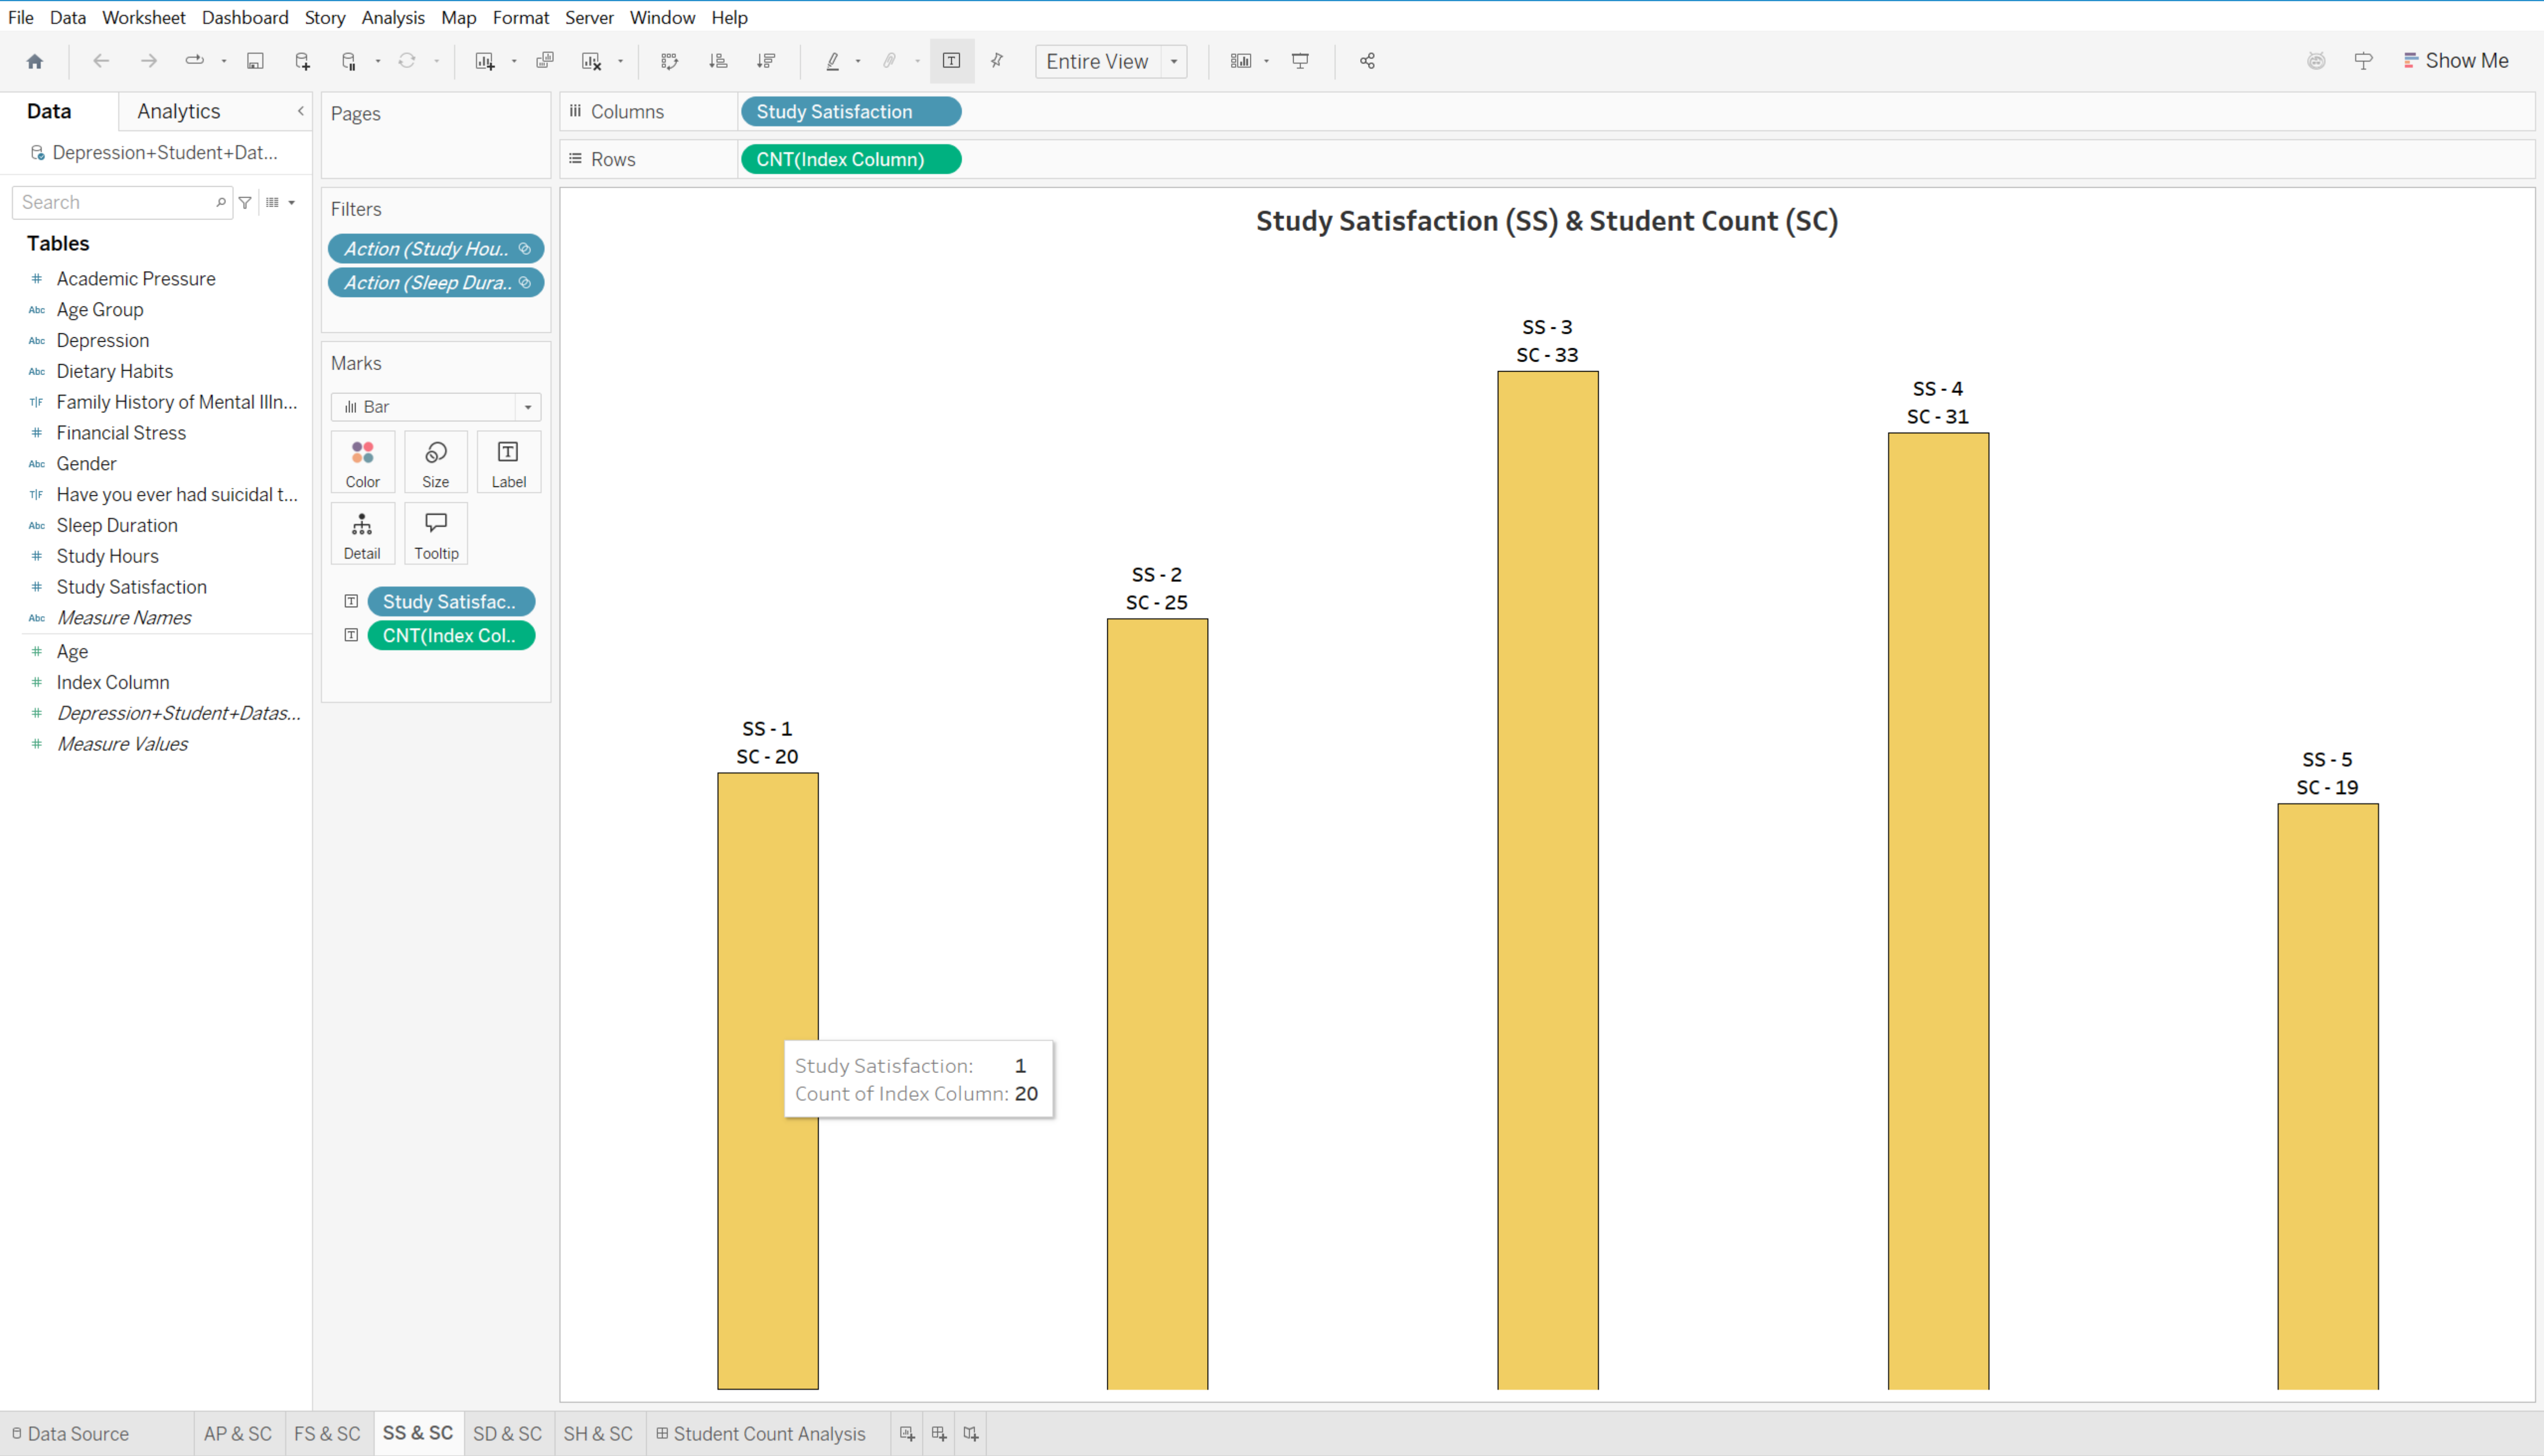 File Data Worksheet Dashboard Story Analysis Map Format Server Window Help
Entire View
Show Me
Data Analytics
Depression+Student+Dat...
Search
Tables
# Academic Pressure
Abc Age Group
Abc Depression
Abc Dietary Habits
T|F Family History of Mental Illn...
# Financial Stress
Abc Gender
T|F Have you ever had suicidal t...
Abc Sleep Duration
# Study Hours
# Study Satisfaction
Abc Measure Names
# Age
# Index Column
# Depression+Student+Datas...
# Measure Values
Pages
Filters
Action (Study Hou..
Action (Sleep Dura..
Marks
Bar
Color Size Label
Detail Tooltip
Study Satisfac..
CNT(Index Col..
Columns Study Satisfaction
Rows CNT(Index Column)
Study Satisfaction (SS) & Student Count (SC)
SS - 1
SC - 20
SS - 2
SC - 25
SS - 3
SC - 33
SS - 4
SC - 31
SS - 5
SC - 19
Study Satisfaction: 1
Count of Index Column: 20
Data Source AP & SC FS & SC SS & SC SD & SC SH & SC Student Count Analysis